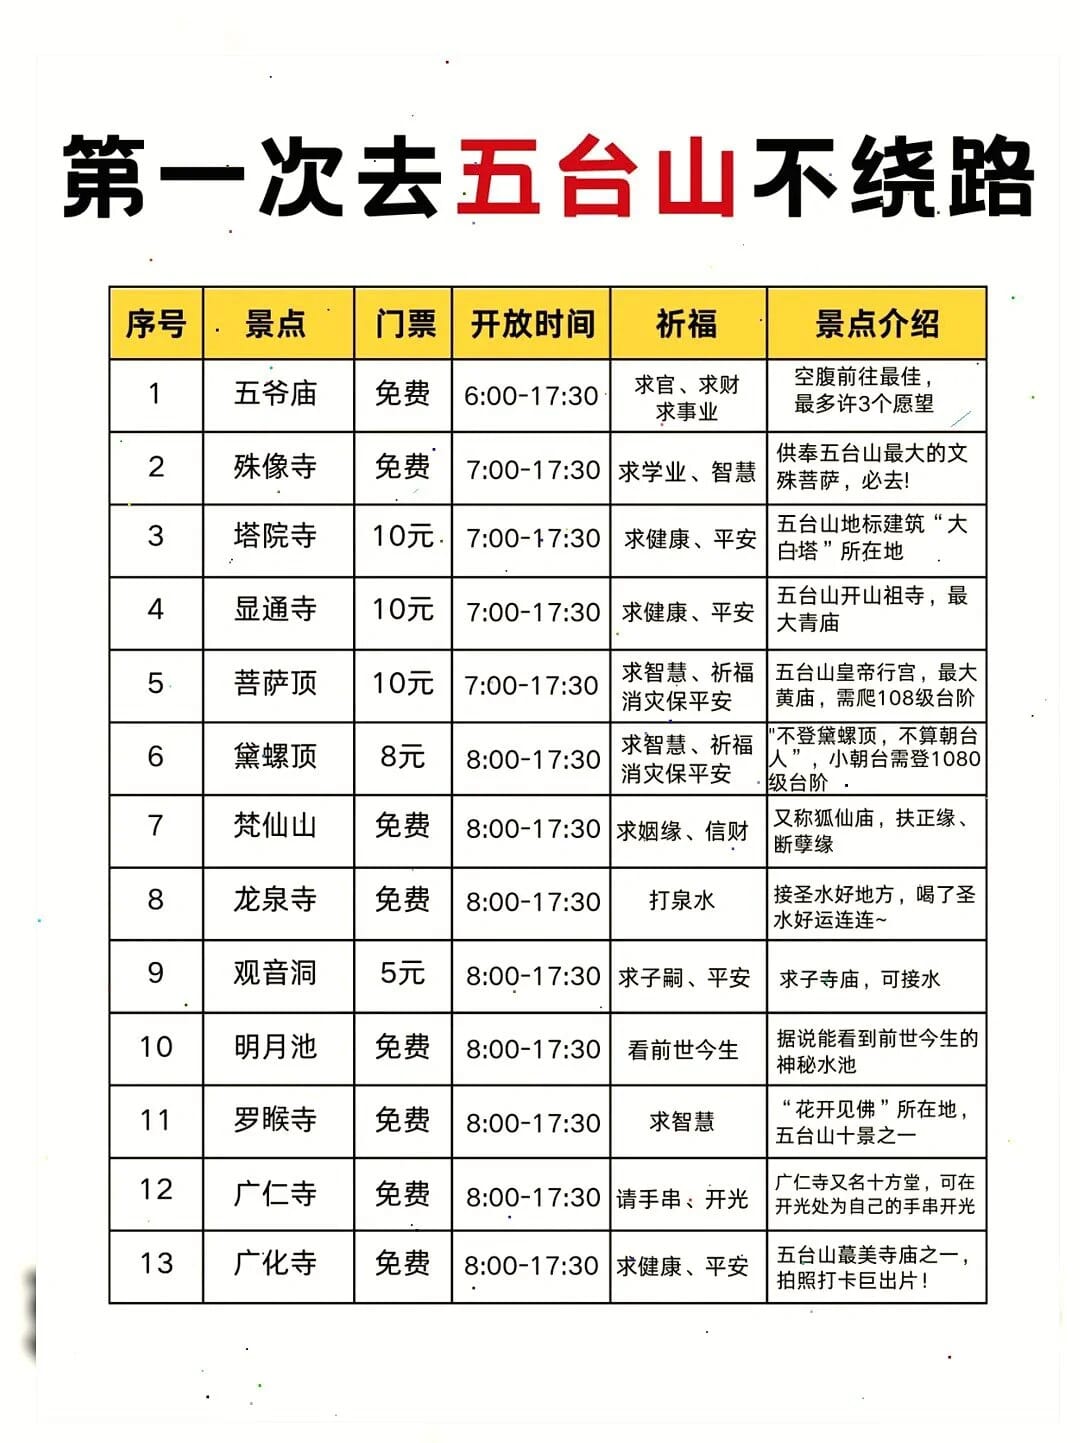 第一次去五台山不绕路
序号 景点 门票 开放时间 祈福 景点介绍
1 五爷庙 免费 6:00-17:30 求官、求财
求事业
空腹前往最佳，
最多许3个愿望
2 殊像寺 免费 7:00-17:30 求学业、智慧
供奉五台山最大的文
殊菩萨，必去!
3 塔院寺 10元 7:00-17:30 求健康、平安
五台山地标建筑“大
白塔”所在地
4 显通寺 10元 7:00-17:30 求健康、平安
五台山开山祖寺，最
大青庙
5 菩萨顶 10元 7:00-17:30 求智慧、祈福
消灾保平安
五台山皇帝行宫，最大
黄庙，需爬108级台阶
6 黛螺顶 8元 8:00-17:30 求智慧、祈福
消灾保平安
"不登黛螺顶，不算朝台
人”，小朝台需登1080
级台阶
7 梵仙山 免费 8:00-17:30 求姻缘、信财
又称狐仙庙，扶正缘、
断孽缘
8 龙泉寺 免费 8:00-17:30 打泉水
接圣水好地方，喝了圣
水好运连连~
9 观音洞 5元 8:00-17:30 求子嗣、平安
求子寺庙，可接水
10 明月池 免费 8:00-17:30 看前世今生
据说能看到前世今生的
神秘水池
11 罗睺寺 免费 8:00-17:30 求智慧
“花开见佛”所在地，
五台山十景之一
12 广仁寺 免费 8:00-17:30 请手串、开光
广仁寺又名十方堂，可在
开光处为自己的手串开光
13 广化寺 免费 8:00-17:30 求健康、平安
五台山蕞美寺庙之一，
拍照打卡巨出片！